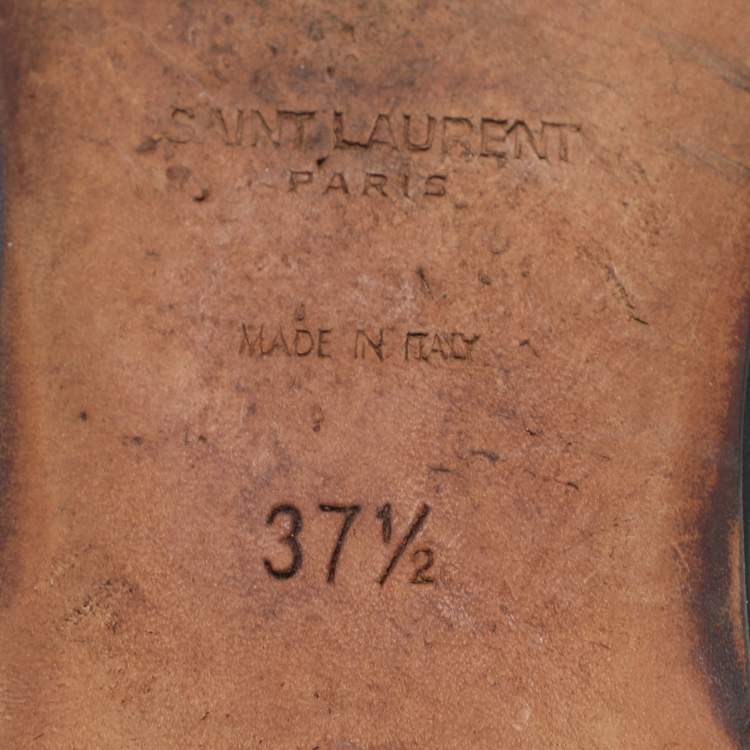 SAINT LAURENT
PARIS
MADE IN ITALY
37½